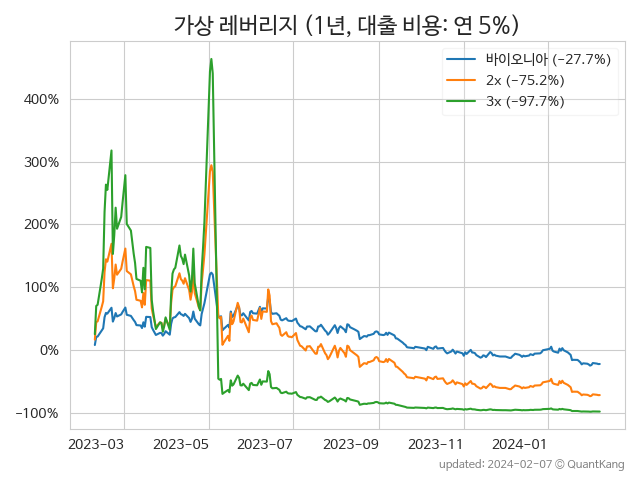 가상 레버리지 (1년, 대출 비용: 연 5%)
바이오니아 (−27.7%)
2x (−75.2%)
3x (−97.7%)
400%
300%
200%
100%
0%
−100%
2023-03 2023-05 2023-07 2023-09 2023-11 2024-01
updated: 2024-02-07 © QuantKang